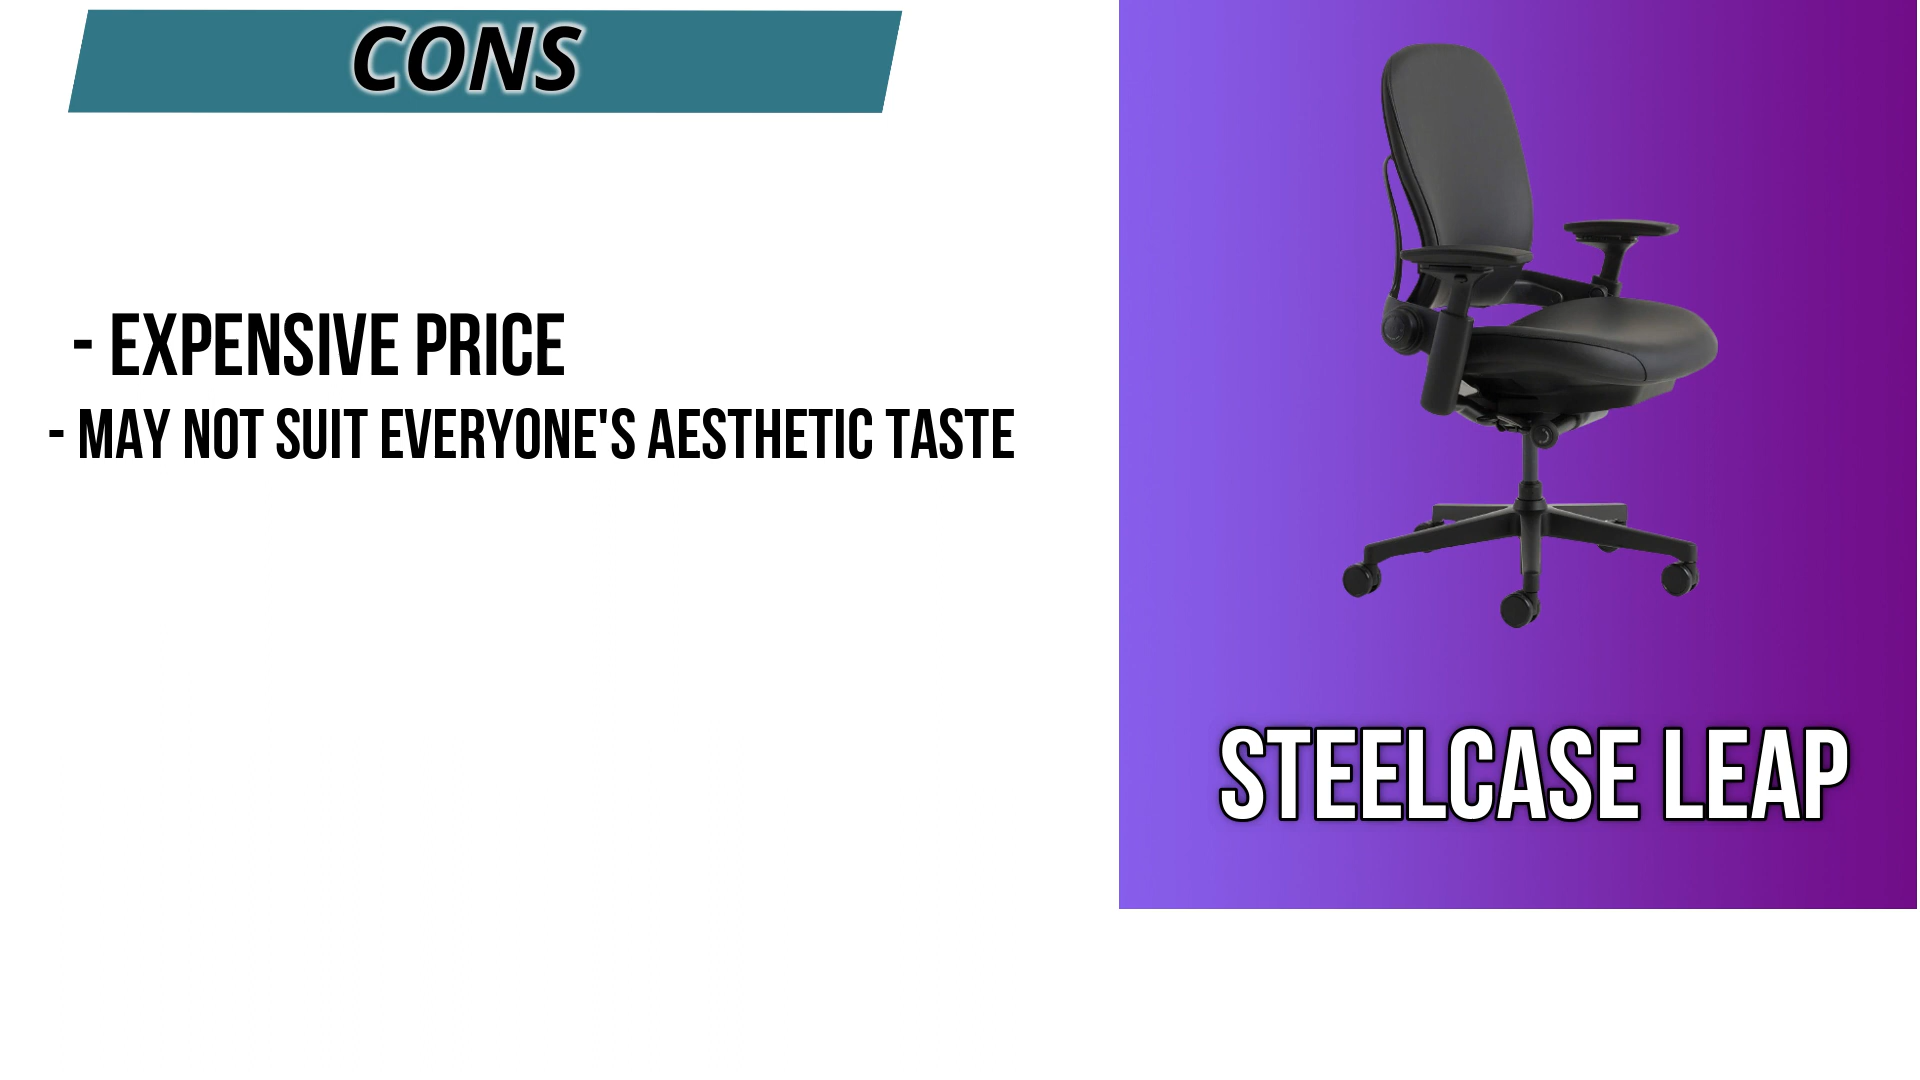 CONS
- EXPENSIVE PRICE
- MAY NOT SUIT EVERYONE'S AESTHETIC TASTE
STEELCASE LEAP